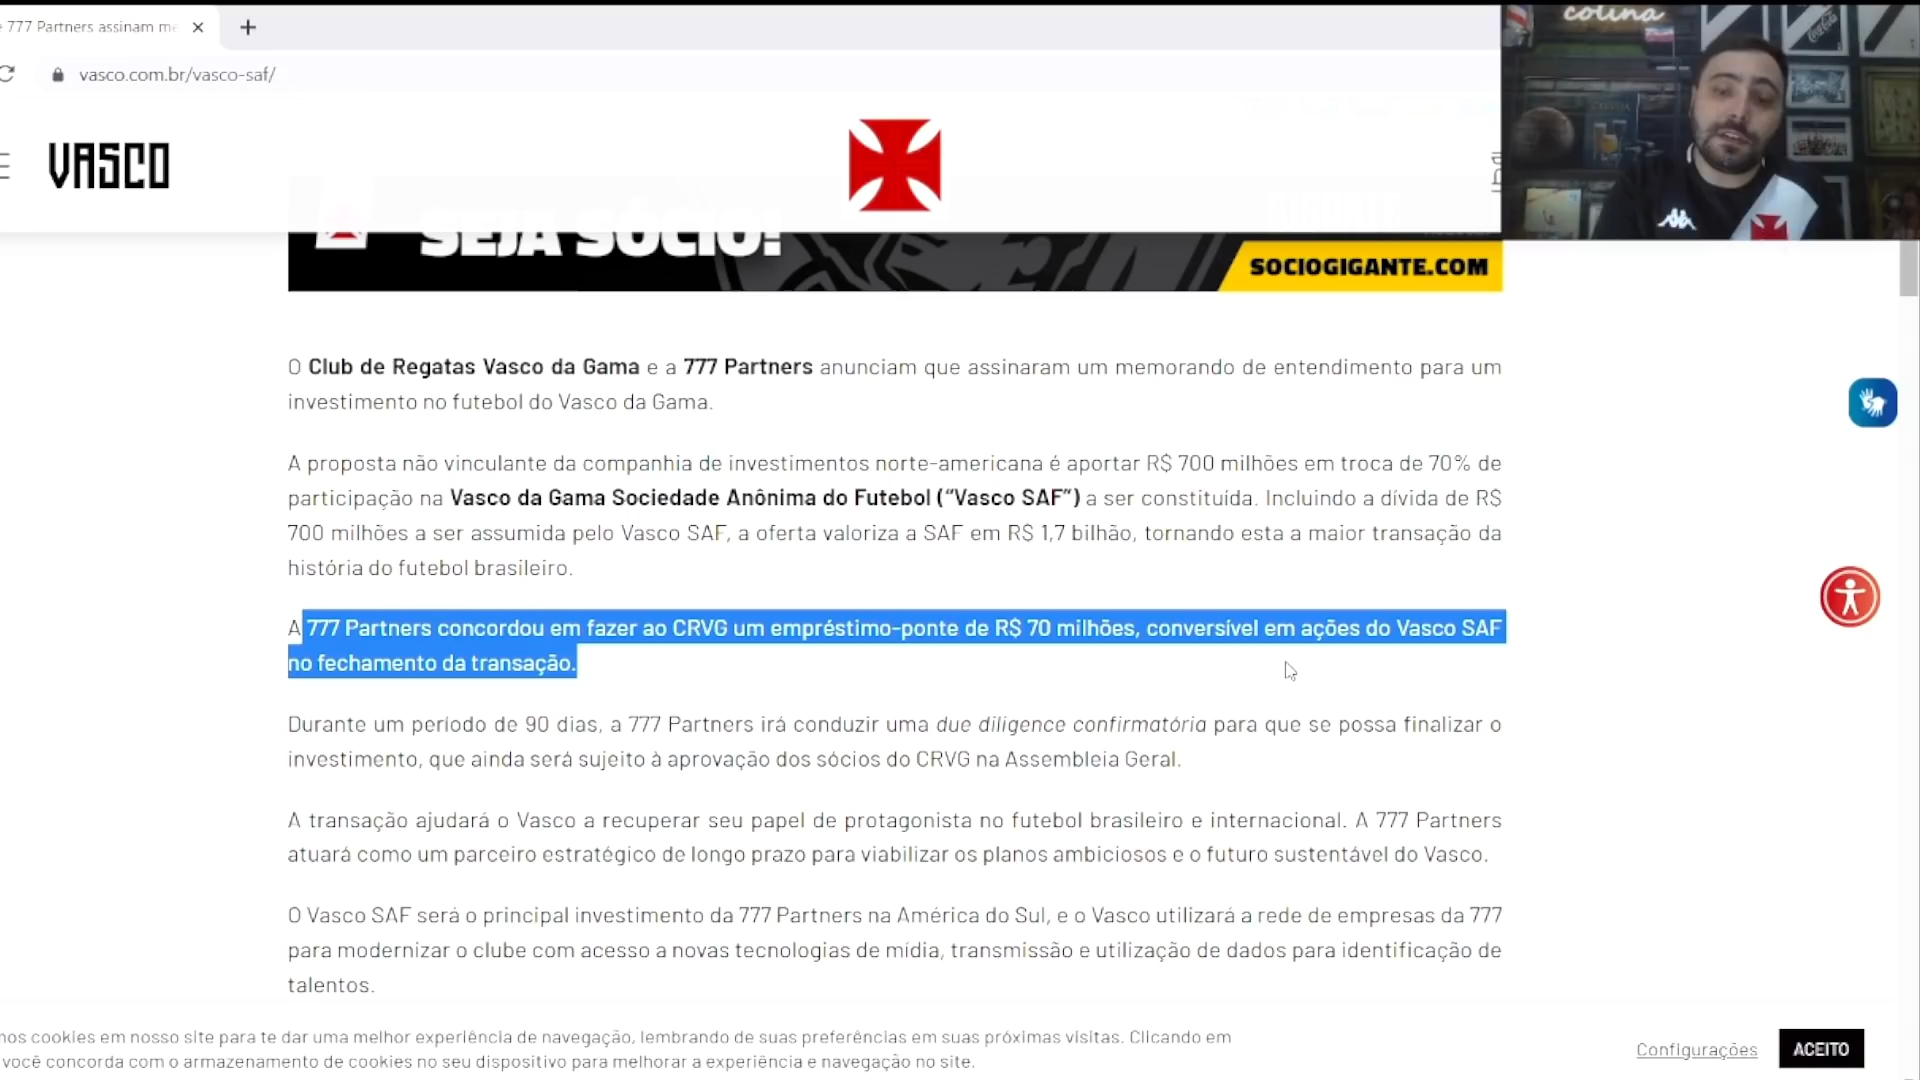 777 Partners assinam me
vasco.com.br/vasco-saf/
colina
VASCO
SEJA SÓCIO!
SOCIOGIGANTE.COM
O Club de Regatas Vasco da Gama e a 777 Partners anunciam que assinaram um memorando de entendimento para um
investimento no futebol do Vasco da Gama.
A proposta não vinculante da companhia de investimentos norte-americana é aportar R$ 700 milhões em troca de 70% de
participação na Vasco da Gama Sociedade Anônima do Futebol (“Vasco SAF”) a ser constituída. Incluindo a dívida de R$
700 milhões a ser assumida pelo Vasco SAF, a oferta valoriza a SAF em R$ 1,7 bilhão, tornando esta a maior transação da
história do futebol brasileiro.
A 777 Partners concordou em fazer ao CRVG um empréstimo-ponte de R$ 70 milhões, conversível em ações do Vasco SAF
no fechamento da transação.
Durante um período de 90 dias, a 777 Partners irá conduzir uma due diligence confirmatória para que se possa finalizar o
investimento, que ainda será sujeito à aprovação dos sócios do CRVG na Assembleia Geral.
A transação ajudará o Vasco a recuperar seu papel de protagonista no futebol brasileiro e internacional. A 777 Partners
atuará como um parceiro estratégico de longo prazo para viabilizar os planos ambiciosos e o futuro sustentável do Vasco.
O Vasco SAF será o principal investimento da 777 Partners na América do Sul, e o Vasco utilizará a rede de empresas da 777
para modernizar o clube com acesso a novas tecnologias de mídia, transmissão e utilização de dados para identificação de
talentos.
nos cookies em nosso site para te dar uma melhor experiência de navegação, lembrando de suas preferências em suas próximas visitas. Clicando em
você concorda com o armazenamento de cookies no seu dispositivo para melhorar a experiência e navegação no site.
Configurações
ACEITO